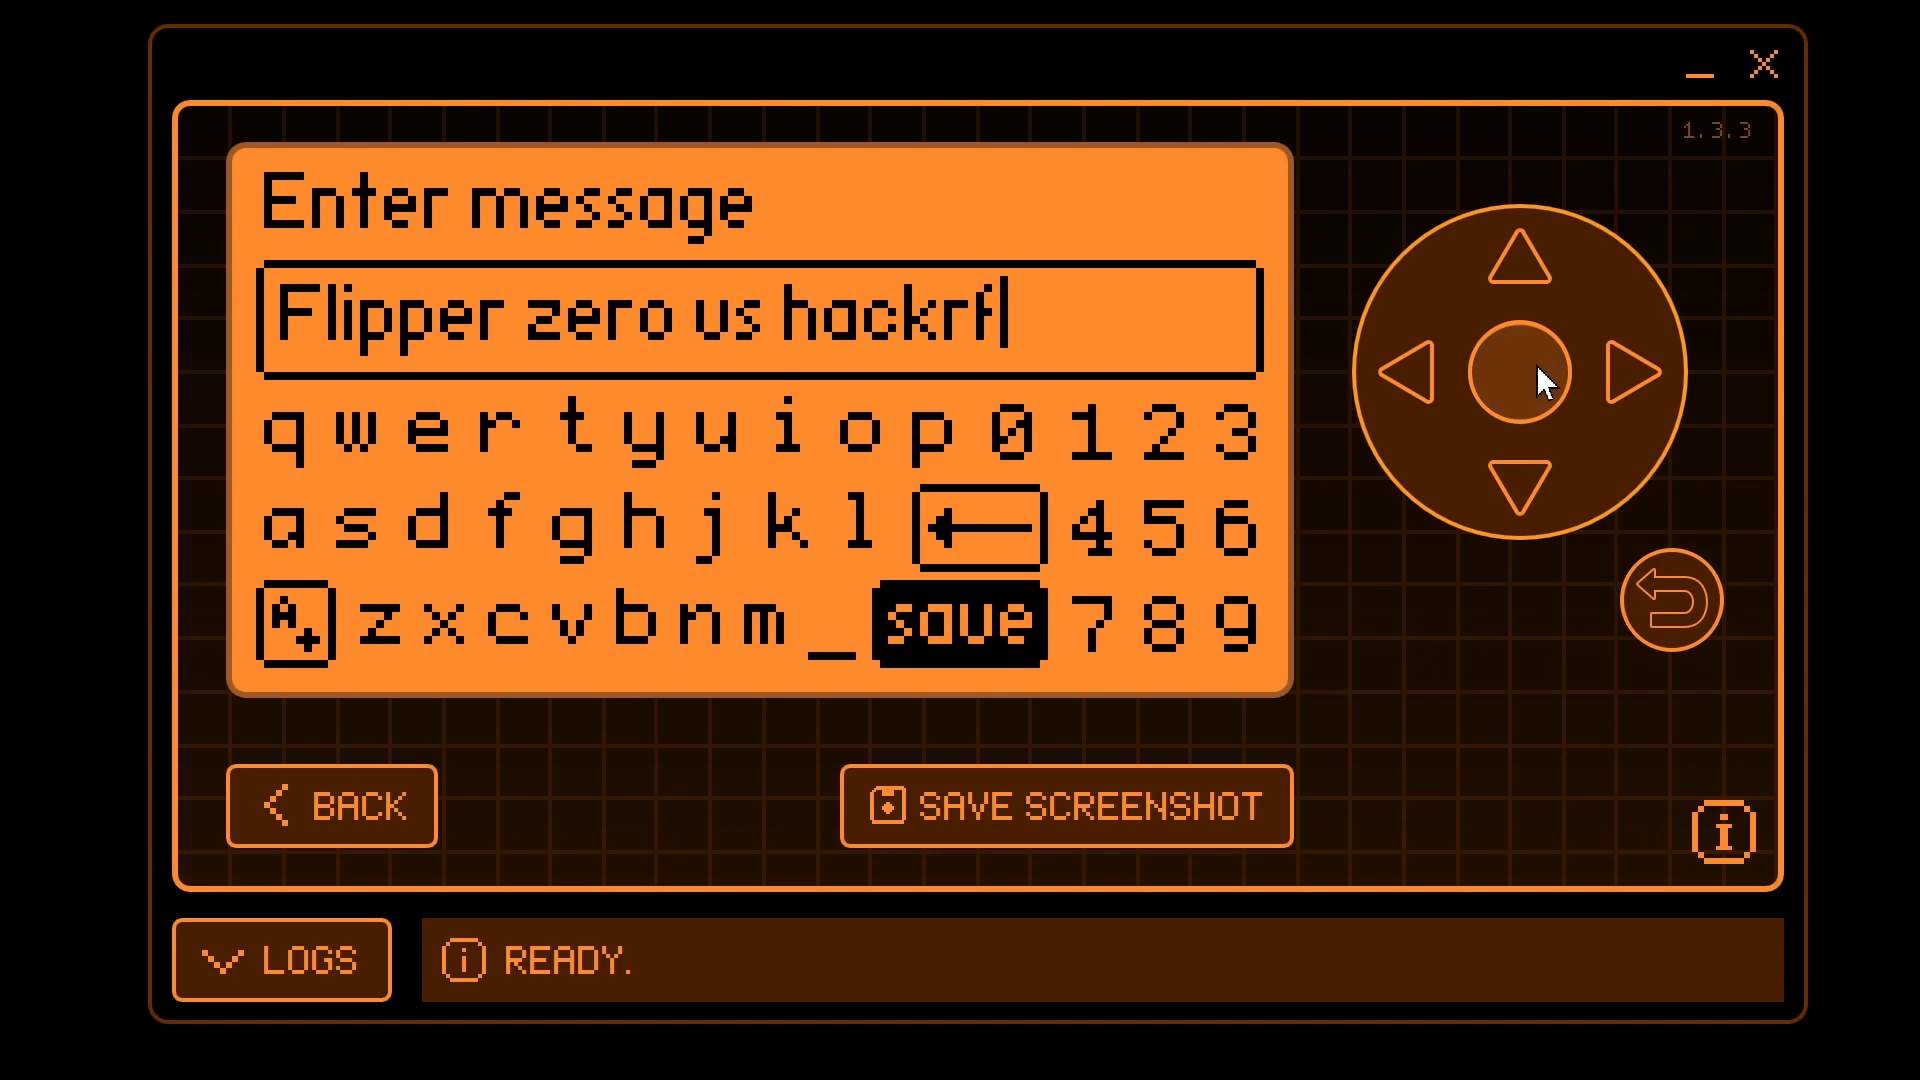 1.3.3
Enter message
Flipper zero us hackrf
q w e r t y u i o p 0 1 2 3
a s d f g h j k l 4 5 6
A+ z x c v b n m _ save 7 8 9
BACK
SAVE SCREENSHOT
i
LOGS
i READY.